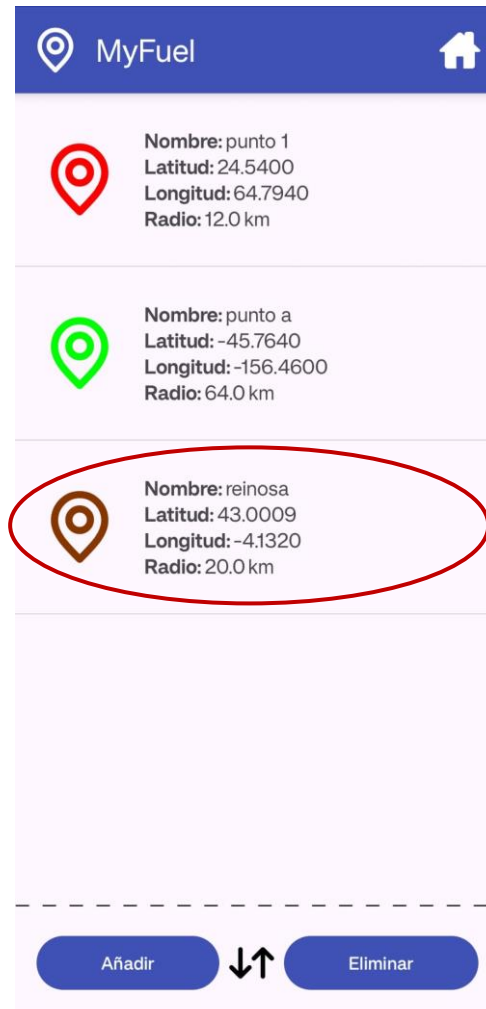 MyFuel
Nombre: punto 1
Latitud: 24.5400
Longitud: 64.7940
Radio: 12.0 km
Nombre: punto a
Latitud: -45.7640
Longitud: -156.4600
Radio: 64.0 km
Nombre: reinosa
Latitud: 43.0009
Longitud: -4.1320
Radio: 20.0 km
Añadir
Eliminar